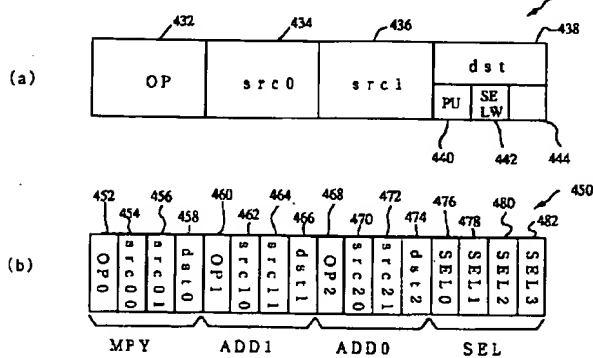 432 434 436 438
(a) OP src0 src1 dst
PU SE LW
440 442 444
452 454 456 458 460 462 464 466 468 470 472 474 476 478 480 482 450
(b) OP0 src00 src01 dst0 OP1 src10 src11 dst1 OP2 src20 src21 dst2 SEL0 SEL1 SEL2 SEL3
MPY ADD1 ADD0 SEL